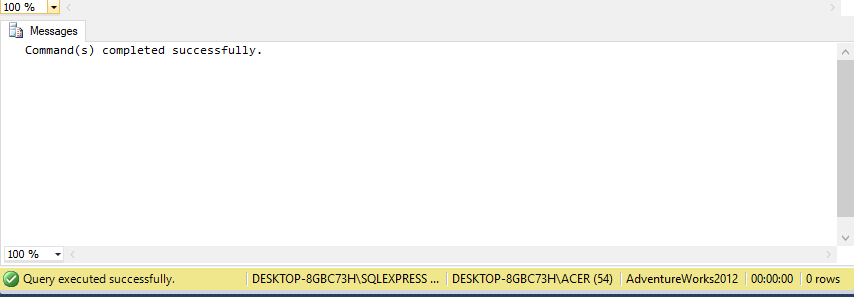 100 %
Messages
Command(s) completed successfully.
100 %
Query executed successfully. DESKTOP-8GBC73H\SQLEXPRESS ... DESKTOP-8GBC73H\ACER (54) AdventureWorks2012 00:00:00 0 rows